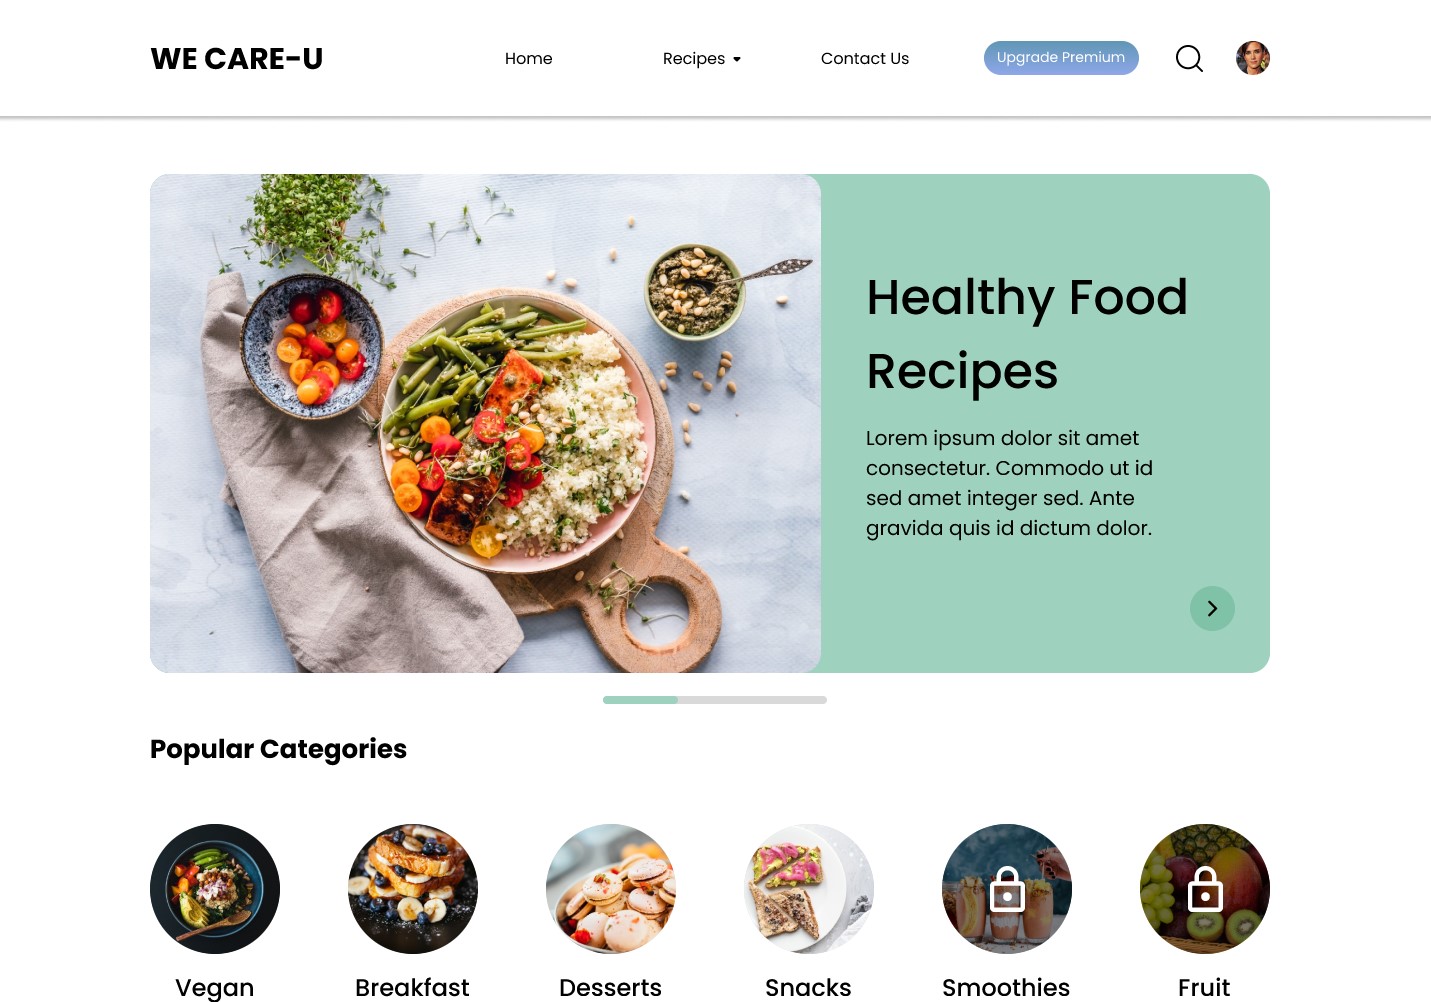 WE CARE-U
Home
Recipes
Contact Us
Upgrade Premium
Healthy Food
Recipes
Lorem ipsum dolor sit amet
consectetur. Commodo ut id
sed amet integer sed. Ante
gravida quis id dictum dolor.
Popular Categories
Vegan
Breakfast
Desserts
Snacks
Smoothies
Fruit